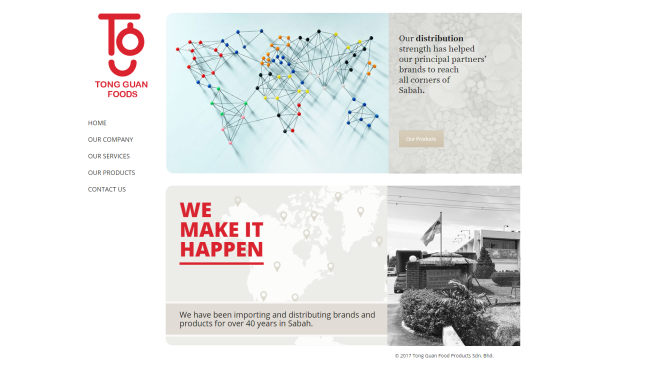 TONG GUAN
FOODS
HOME
OUR COMPANY
OUR SERVICES
OUR PRODUCTS
CONTACT US
Our distribution
strength has helped
our principal partners'
brands to reach
all corners of
Sabah.
Our Products
WE
MAKE IT
HAPPEN
We have been importing and distributing brands and
products for over 40 years in Sabah.
© 2017 Tong Guan Food Products Sdn. Bhd.